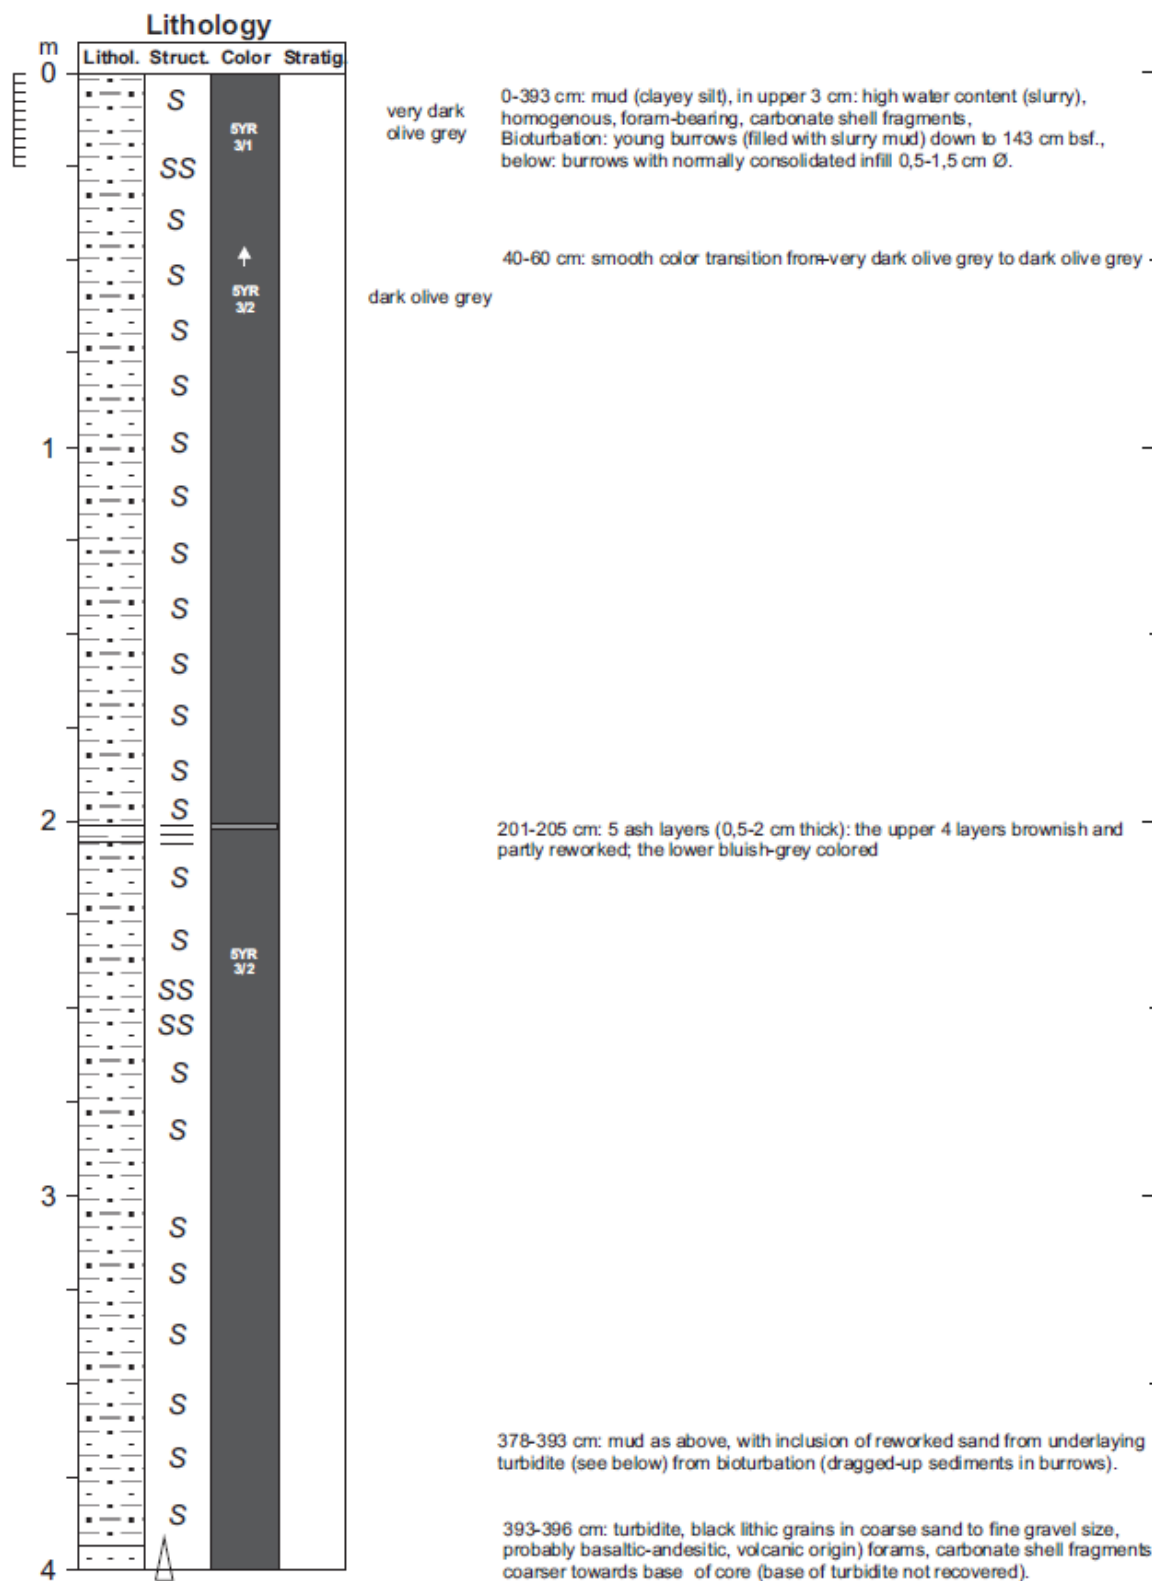 Lithology
m
Lithol. Struct. Color Stratig.
0
S
very dark
olive grey
0-393 cm: mud (clayey silt), in upper 3 cm: high water content (slurry),
homogenous, foram-bearing, carbonate shell fragments,
Bioturbation: young burrows (filled with slurry mud) down to 143 cm bsf.,
below: burrows with normally consolidated infill 0,5-1,5 cm Ø.
5YR
3/1
SS
S
40-60 cm: smooth color transition from very dark olive grey to dark olive grey
S
5YR
3/2
dark olive grey
S
S
1
S
S
S
S
S
S
S
S
2
201-205 cm: 5 ash layers (0,5-2 cm thick): the upper 4 layers brownish and
partly reworked; the lower bluish-grey colored
S
S
5YR
3/2
SS
SS
S
S
3
S
S
S
S
378-393 cm: mud as above, with inclusion of reworked sand from underlaying
turbidite (see below) from bioturbation (dragged-up sediments in burrows).
S
S
393-396 cm: turbidite, black lithic grains in coarse sand to fine gravel size,
probably basaltic-andesitic, volcanic origin) forams, carbonate shell fragments
coarser towards base of core (base of turbidite not recovered).
4